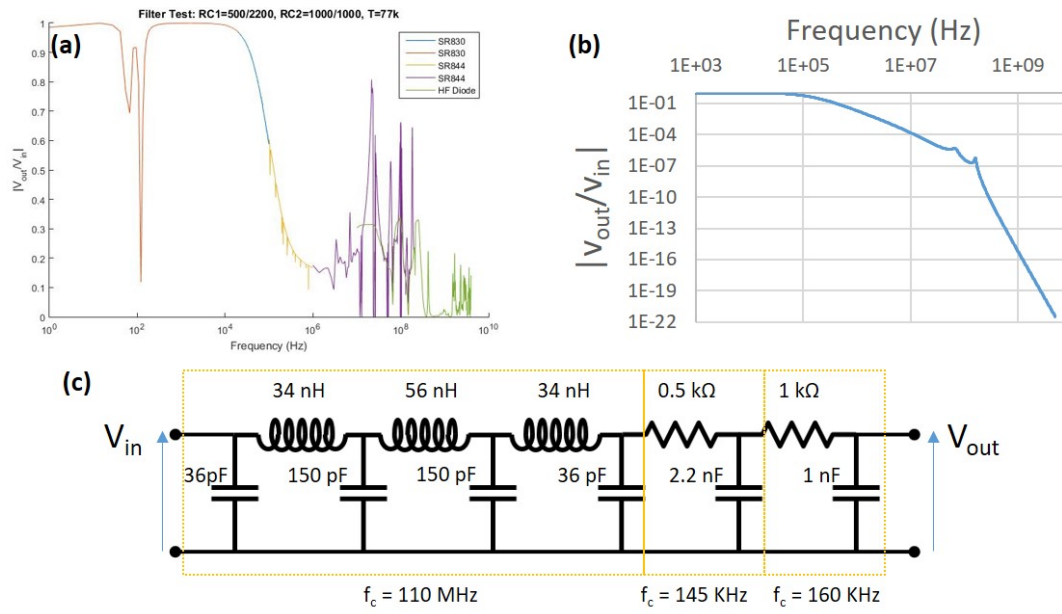 Filter Test: RC1=500/2200, RC2=1000/1000, T=77k
(a)
SR830
SR830
SR844
SR844
HF Diode
1
0.9
0.8
0.7
0.6
0.5
0.4
0.3
0.2
0.1
0
|V_out/V_in|
10^0
10^2
10^4
10^6
10^8
10^10
Frequency (Hz)
(b)
Frequency (Hz)
1E+03
1E+05
1E+07
1E+09
1E-01
1E-04
1E-07
1E-10
1E-13
1E-16
1E-19
1E-22
|v_out/v_in|
(c)
34 nH
56 nH
34 nH
0.5 kΩ
1 kΩ
V_in
V_out
36pF
150 pF
150 pF
36 pF
2.2 nF
1 nF
f_c = 110 MHz
f_c = 145 KHz
f_c = 160 KHz